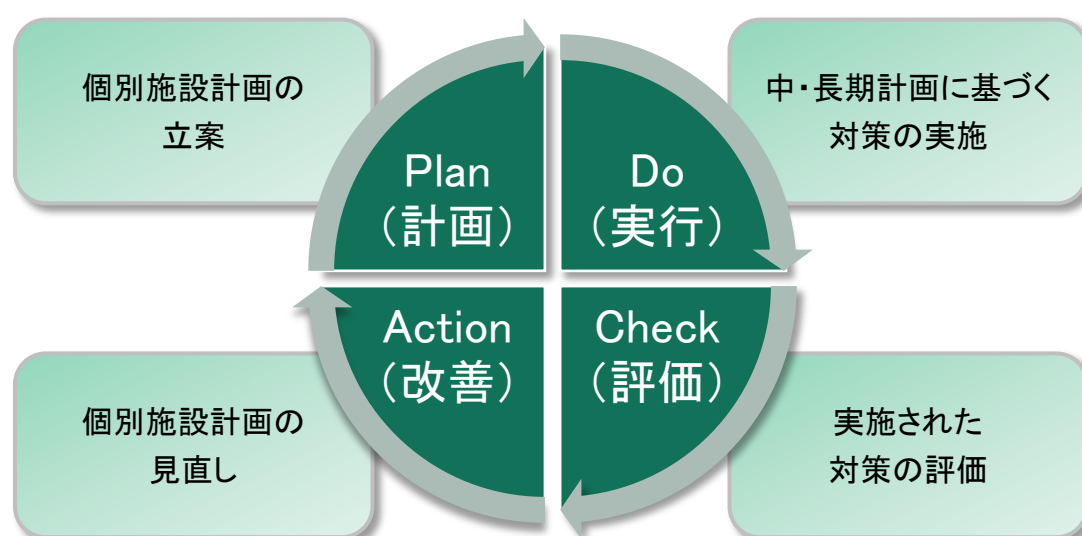 個別施設計画の
立案
Plan
（計画）
Do
（実行）
中・長期計画に基づく
対策の実施
個別施設計画の
見直し
Action
（改善）
Check
（評価）
実施された
対策の評価